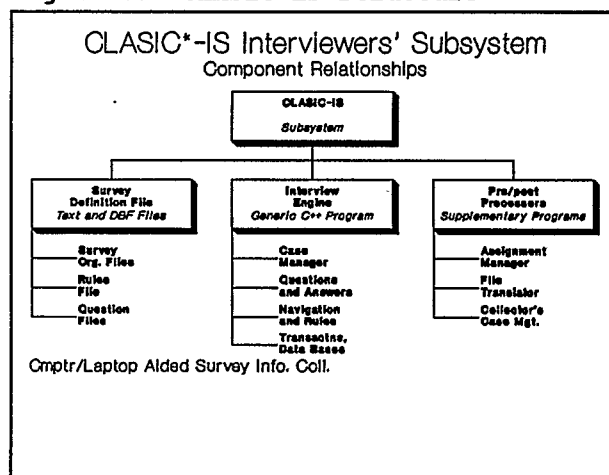 CLASIC*-IS Interviewers' Subsystem
Component Relationships
CLASIC-IS
Subsystem
Survey
Definition File
Text and DBF Files
Interview
Engine
Generic C++ Program
Pre/post
Processors
Supplementary Programs
Survey
Org. Files
Rules
File
Question
Files
Case
Manager
Questions
and Answers
Navigation
and Rules
Transactns,
Data Bases
Assignment
Manager
File
Translator
Collector's
Case Mgt.
Cmptr/Laptop Aided Survey Info. Coll.